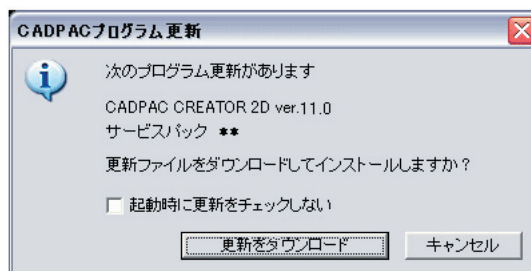 CADPACプログラム更新
次のプログラム更新があります
CADPAC CREATOR 2D ver.11.0
サービスパック **
更新ファイルをダウンロードしてインストールしますか？
起動時に更新をチェックしない
更新をダウンロード
キャンセル